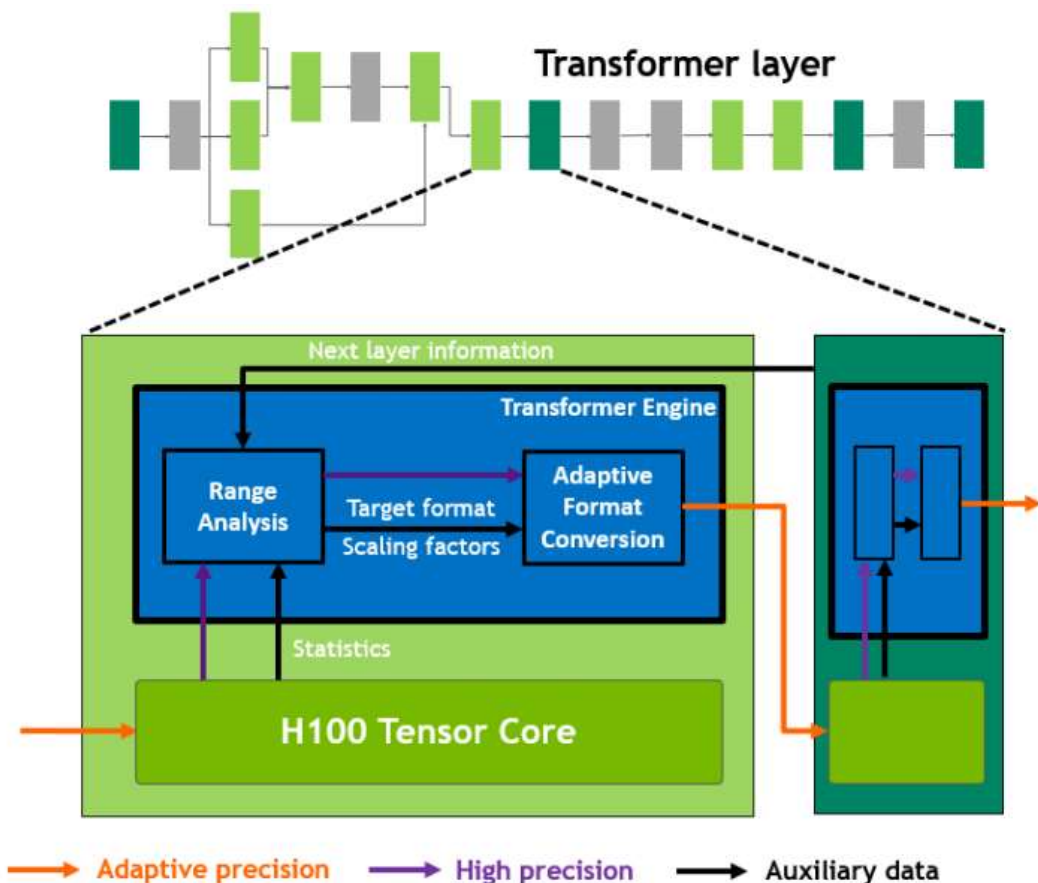 Transformer layer
Next layer information
Transformer Engine
Range
Analysis
Target format
Scaling factors
Adaptive
Format
Conversion
Statistics
H100 Tensor Core
Adaptive precision
High precision
Auxiliary data